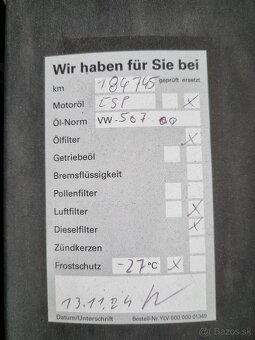 Wir haben für Sie bei
km 184745 geprüft ersetzt
Motoröl ESP X
Öl-Norm VW-507 00
Ölfilter X
Getriebeöl
Bremsflüssigkeit
Pollenfilter
Luftfilter X
Dieselfilter X
Zündkerzen
Frostschutz -27°C X
13.11.24
Datum/Unterschrift Bestell-Nr. YLV 000 000 01349
Bazos.sk